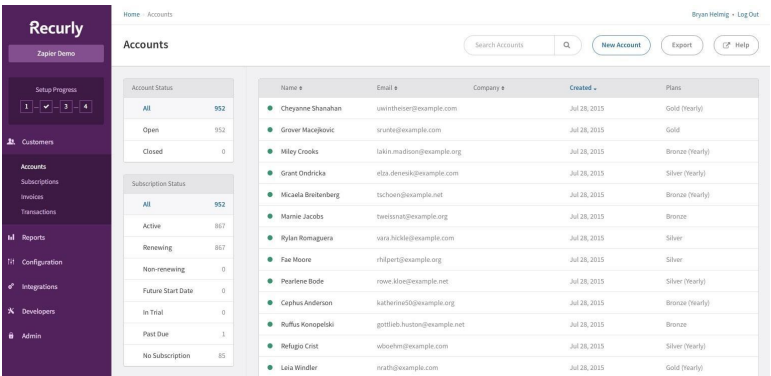 Recurly
Zapier Demo
Setup Progress
1 3 4
Customers
Accounts
Subscriptions
Invoices
Transactions
Reports
Configuration
Integrations
Developers
Admin
Home Accounts
Bryan Helmig • Log Out
Accounts
Search Accounts
New Account
Export
Help
Account Status
All 952
Open 952
Closed 0
Subscription Status
All 952
Active 867
Renewing 867
Non-renewing 0
Future Start Date 0
In Trial 0
Past Due 1
No Subscription 85
Name Email Company Created Plans
Cheyanne Shanahan uwintheiser@example.com Jul 28, 2015 Gold (Yearly)
Grover Macejkovic srunte@example.com Jul 28, 2015 Gold
Miley Crooks lakin.madison@example.org Jul 28, 2015 Bronze (Yearly)
Grant Ondricka elza.denesik@example.com Jul 28, 2015 Silver (Yearly)
Micaela Breitenberg tschoen@example.net Jul 28, 2015 Bronze (Yearly)
Marnie Jacobs tweissnat@example.org Jul 28, 2015 Bronze
Rylan Romaguera vara.hickle@example.com Jul 28, 2015 Silver
Fae Moore rhilpert@example.org Jul 28, 2015 Silver
Pearlene Bode rowe.kloe@example.net Jul 28, 2015 Silver (Yearly)
Cephus Anderson katherine50@example.org Jul 28, 2015 Bronze (Yearly)
Ruffus Konopelski gottlieb.huston@example.net Jul 28, 2015 Bronze
Refugio Crist wboehm@example.com Jul 28, 2015 Silver (Yearly)
Leia Windler nrath@example.com Jul 28, 2015 Gold (Yearly)